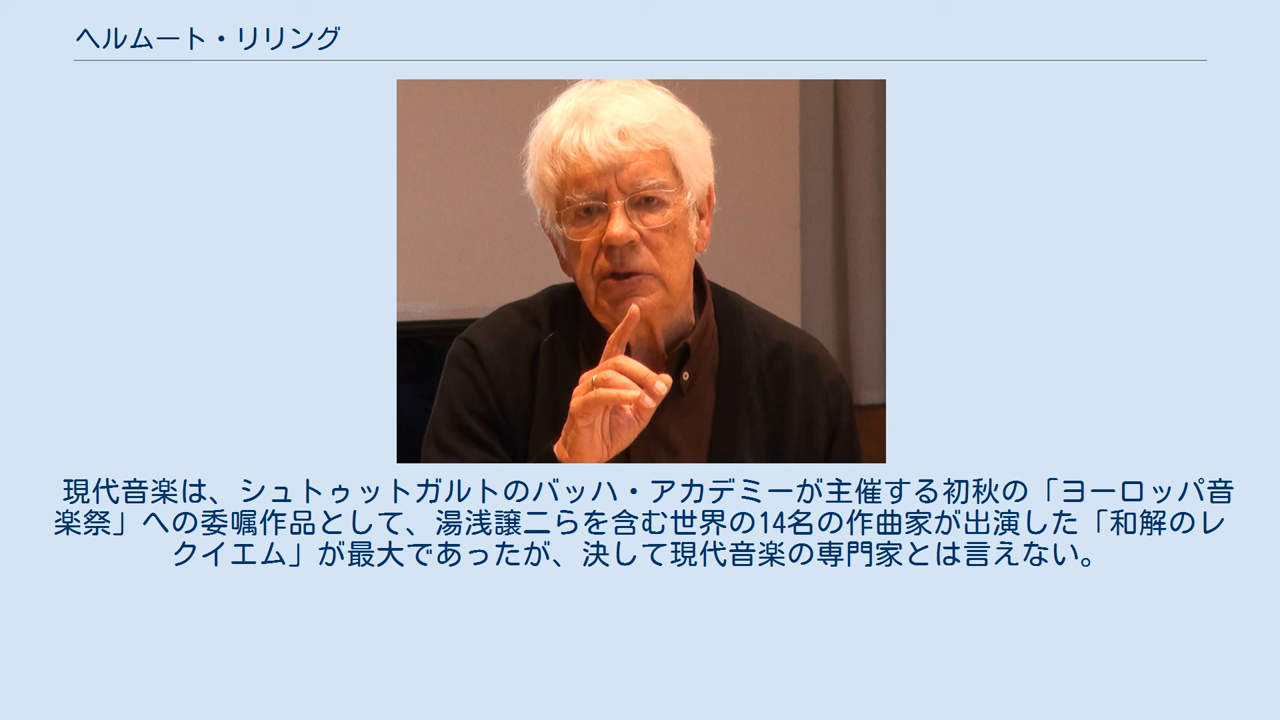 ヘルムート・リリング
現代音楽は、シュトゥットガルトのバッハ・アカデミーが主催する初秋の「ヨーロッパ音
楽祭」への委嘱作品として、湯浅譲二らを含む世界の14名の作曲家が出演した「和解のレ
クイエム」が最大であったが、決して現代音楽の専門家とは言えない。